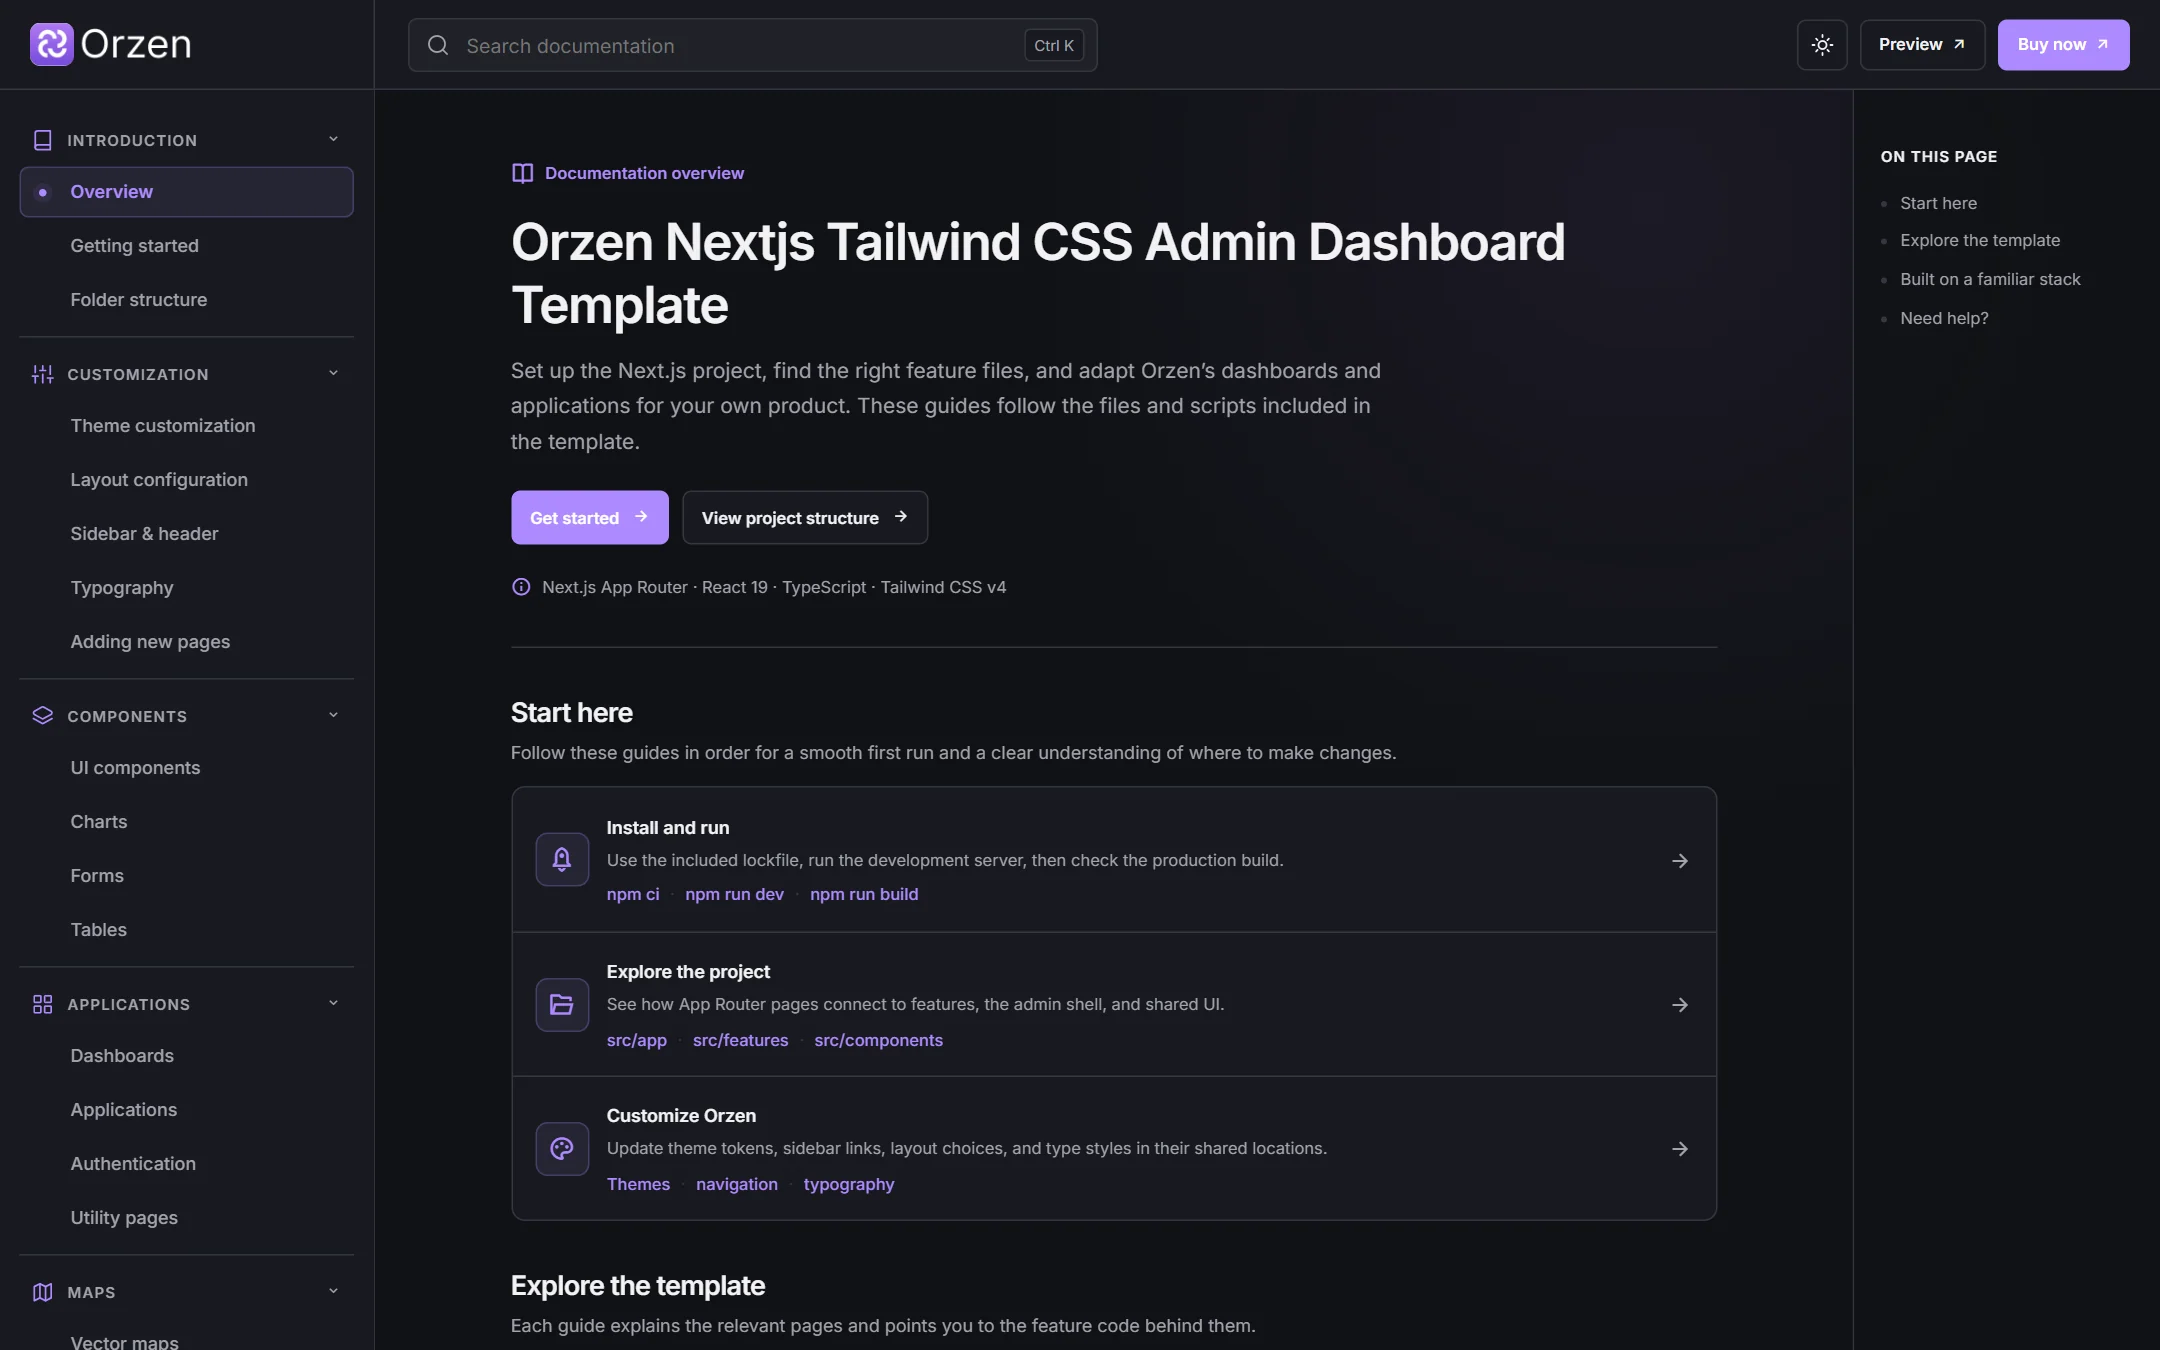 Orzen
Search documentation
Ctrl K
Preview
Buy now
INTRODUCTION
Overview
Getting started
Folder structure
CUSTOMIZATION
Theme customization
Layout configuration
Sidebar & header
Typography
Adding new pages
COMPONENTS
UI components
Charts
Forms
Tables
APPLICATIONS
Dashboards
Applications
Authentication
Utility pages
MAPS
Vector maps
Documentation overview
Orzen Nextjs Tailwind CSS Admin Dashboard
Template
Set up the Next.js project, find the right feature files, and adapt Orzen’s dashboards and
applications for your own product. These guides follow the files and scripts included in
the template.
Get started
View project structure
Next.js App Router · React 19 · TypeScript · Tailwind CSS v4
Start here
Follow these guides in order for a smooth first run and a clear understanding of where to make changes.
Install and run
Use the included lockfile, run the development server, then check the production build.
npm ci · npm run dev · npm run build
Explore the project
See how App Router pages connect to features, the admin shell, and shared UI.
src/app · src/features · src/components
Customize Orzen
Update theme tokens, sidebar links, layout choices, and type styles in their shared locations.
Themes · navigation · typography
Explore the template
Each guide explains the relevant pages and points you to the feature code behind them.
ON THIS PAGE
Start here
Explore the template
Built on a familiar stack
Need help?